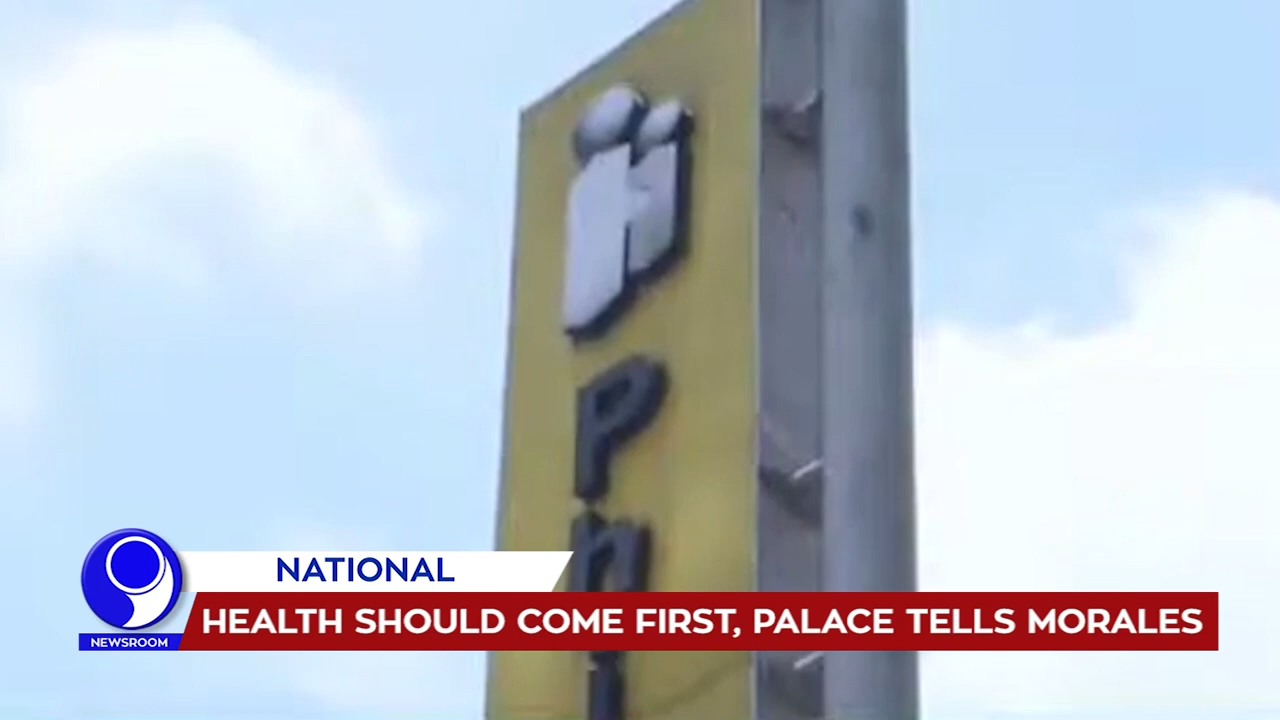 P
h
NATIONAL
HEALTH SHOULD COME FIRST, PALACE TELLS MORALES
NEWSROOM